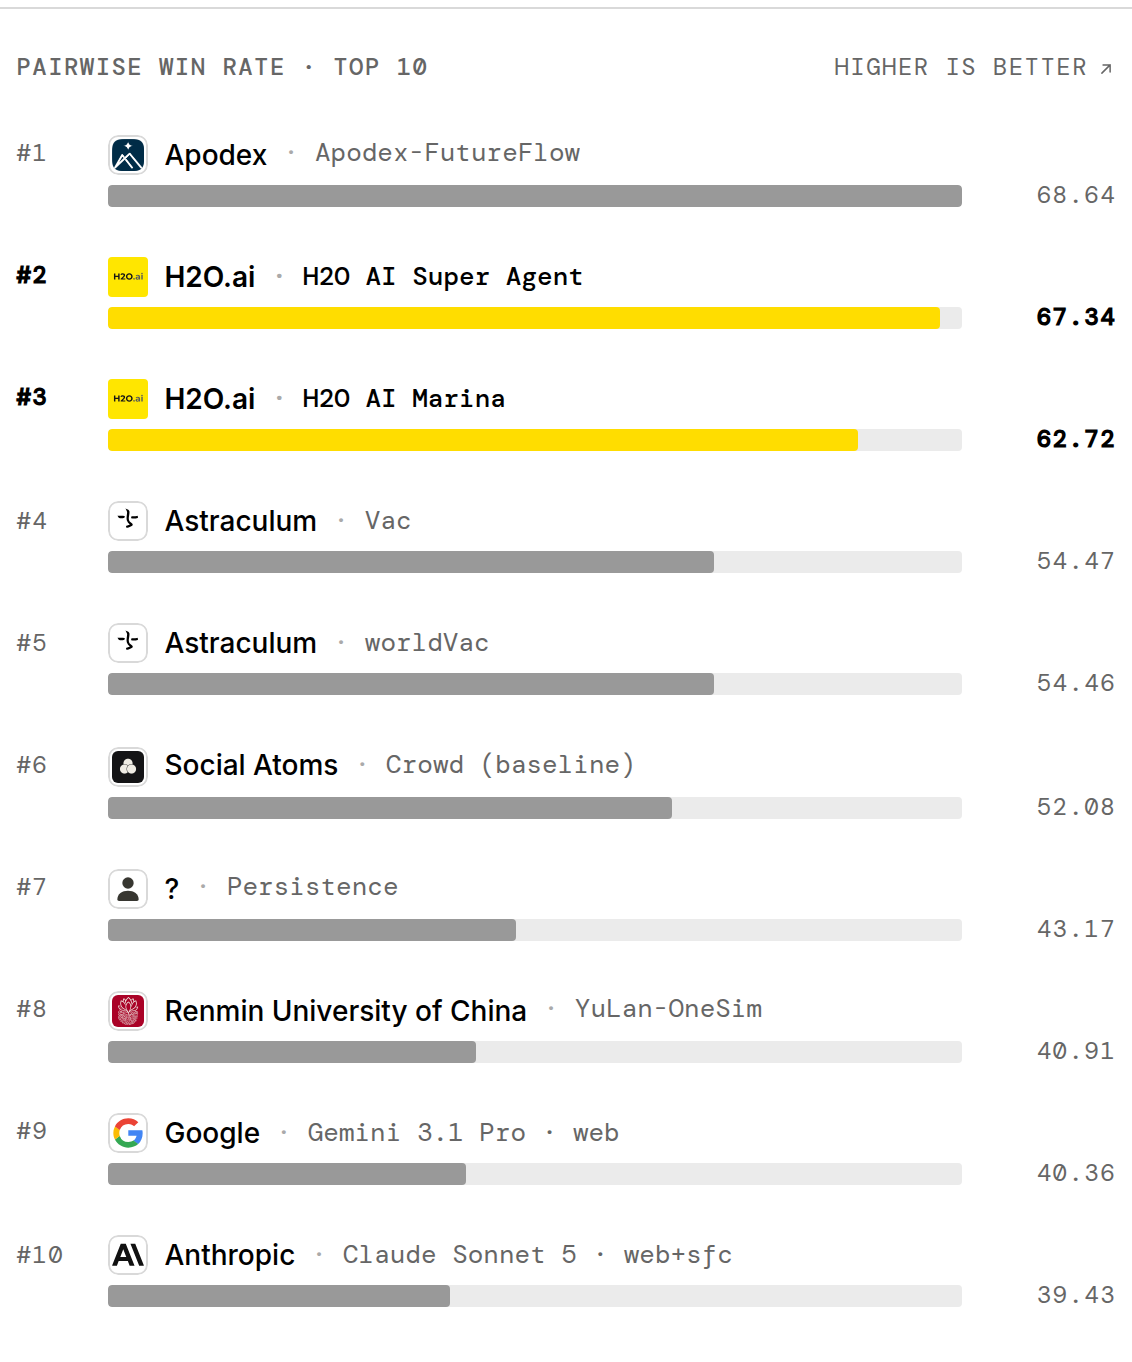 PAIRWISE WIN RATE · TOP 10
HIGHER IS BETTER ↗
#1 Apodex · Apodex-FutureFlow
68.64
#2 H2O.ai H2O.ai · H2O AI Super Agent
67.34
#3 H2O.ai H2O.ai · H2O AI Marina
62.72
#4 Astraculum · Vac
54.47
#5 Astraculum · worldVac
54.46
#6 Social Atoms · Crowd (baseline)
52.08
#7 ? · Persistence
43.17
#8 Renmin University of China · YuLan-OneSim
40.91
#9 G Google · Gemini 3.1 Pro · web
40.36
#10 A\ Anthropic · Claude Sonnet 5 · web+sfc
39.43